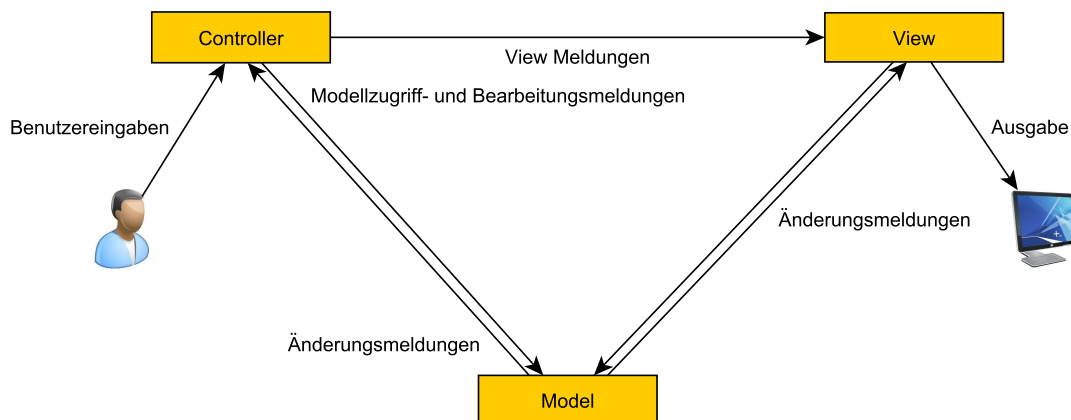 Controller
View
View Meldungen
Modellzugriff- und Bearbeitungsmeldungen
Benutzereingaben
Ausgabe
Änderungsmeldungen
Änderungsmeldungen
Model